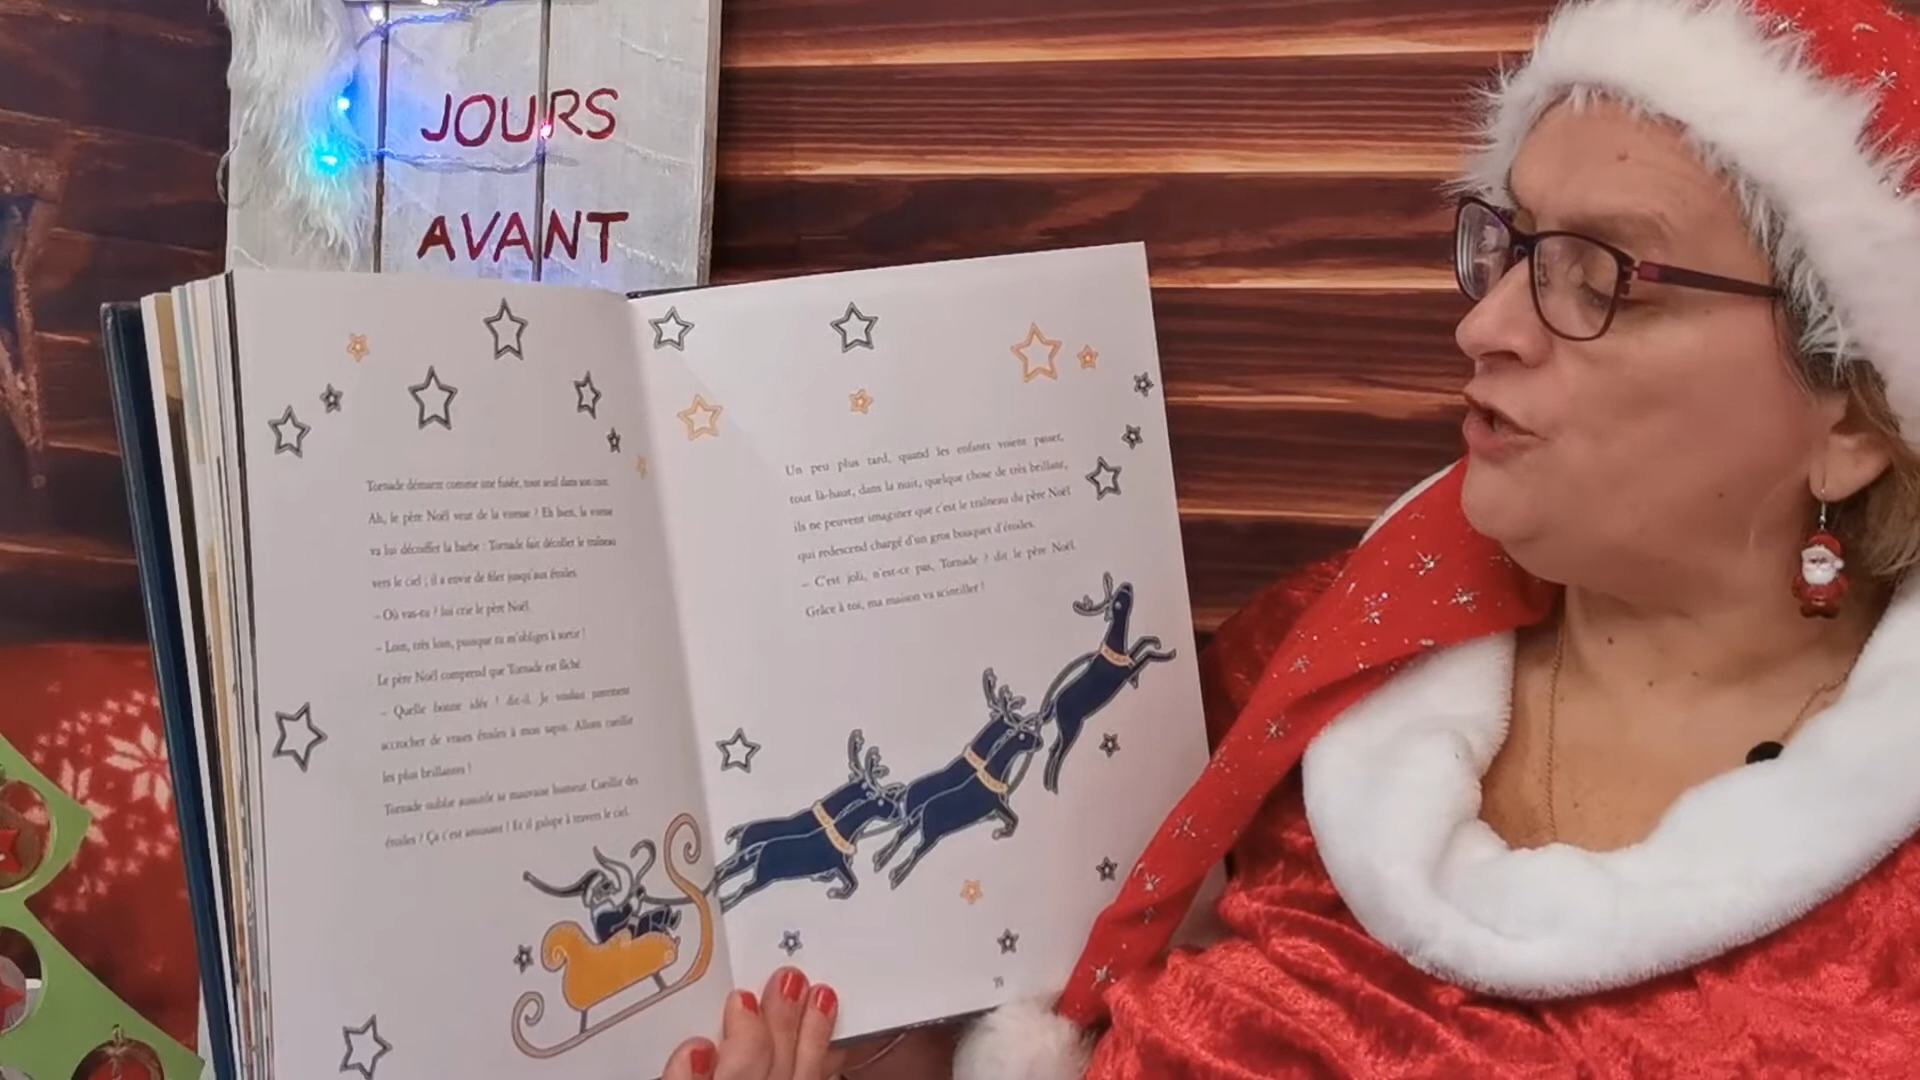 JOURS
AVANT
Tornade démarre comme une fusée, tout seul dans son coin.
Ah, le père Noël veut de la vitesse ? Eh bien, la vitesse
va lui décoiffer la barbe : Tornade fait décoller le traîneau
vers le ciel ; il a envie de filer jusqu'aux étoiles.
– Où vas-tu ? lui crie le père Noël.
– Loin, très loin, puisque tu m'obliges à sortir !
Le père Noël comprend que Tornade est fâché.
– Quelle bonne idée ! dit-il. Je voulais justement
accrocher de vraies étoiles à mon sapin. Allons cueillir
les plus brillantes !
Tornade oublie aussitôt sa mauvaise humeur. Cueillir des
étoiles ? Ça c'est amusant ! Et il galope à travers le ciel.
Un peu plus tard, quand les enfants voient passer,
tout là-haut, dans la nuit, quelque chose de très brillant,
ils ne peuvent imaginer que c'est le traîneau du père Noël
qui redescend chargé d'un gros bouquet d'étoiles.
– C'est joli, n'est-ce pas, Tornade ? dit le père Noël.
Grâce à toi, ma maison va scintiller !